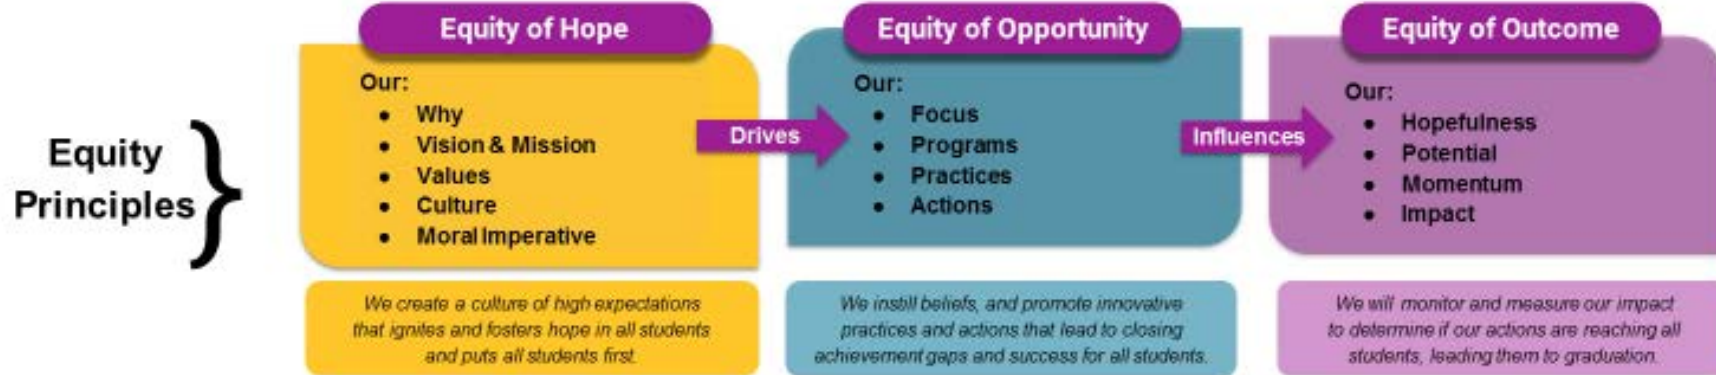 Equity
Principles
Equity of Hope
Our:
● Why
● Vision & Mission
● Values
● Culture
● Moral Imperative
We create a culture of high expectations
that ignites and fosters hope in all students
and puts all students first.
Drives
Equity of Opportunity
Our:
● Focus
● Programs
● Practices
● Actions
We instill beliefs, and promote innovative
practices and actions that lead to closing
achievement gaps and success for all students.
Influences
Equity of Outcome
Our:
● Hopefulness
● Potential
● Momentum
● Impact
We will monitor and measure our impact
to determine if our actions are reaching all
students, leading them to graduation.